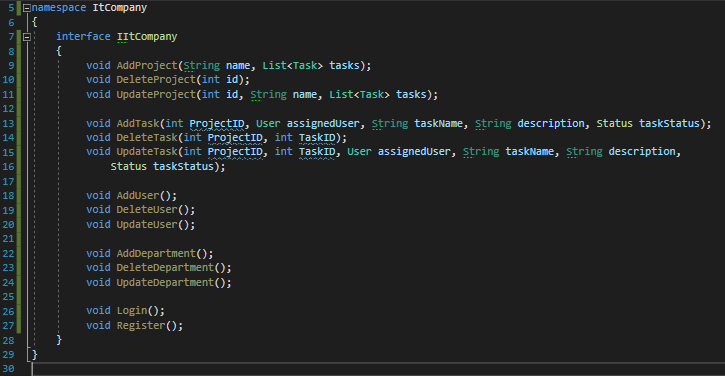 5 namespace ItCompany
6 {
7 interface IItCompany
8 {
9 void AddProject(String name, List<Task> tasks);
10 void DeleteProject(int id);
11 void UpdateProject(int id, String name, List<Task> tasks);
12
13 void AddTask(int ProjectID, User assignedUser, String taskName, String description, Status taskStatus);
14 void DeleteTask(int ProjectID, int TaskID);
15 void UpdateTask(int ProjectID, int TaskID, User assignedUser, String taskName, String description,
16 Status taskStatus);
17
18 void AddUser();
19 void DeleteUser();
20 void UpdateUser();
21
22 void AddDepartment();
23 void DeleteDepartment();
24 void UpdateDepartment();
25
26 void Login();
27 void Register();
28 }
29 }
30